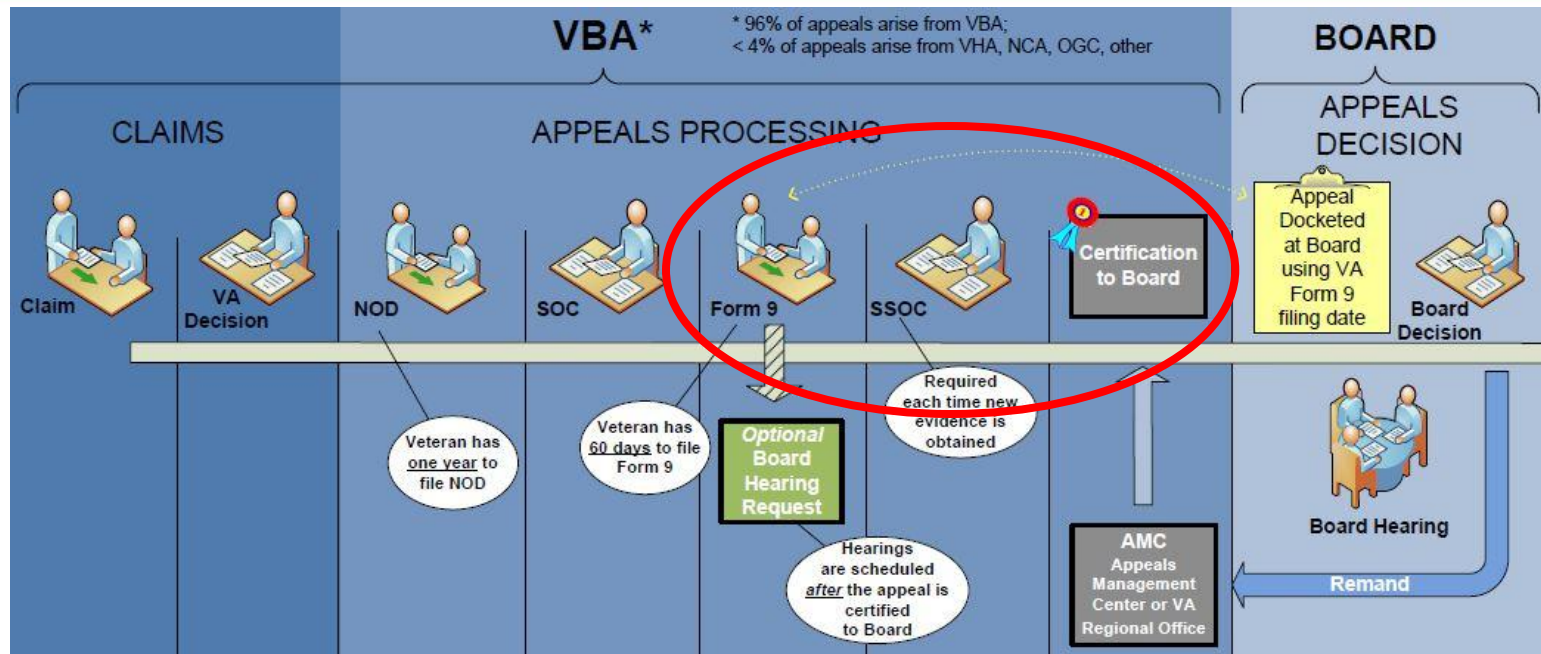 VBA*
* 96% of appeals arise from VBA;
< 4% of appeals arise from VHA, NCA, OGC, other
BOARD
CLAIMS
APPEALS PROCESSING
APPEALS
DECISION
Claim
VA
Decision
NOD
SOC
Form 9
SSOC
Certification
to Board
Appeal
Docketed
at Board
using VA
Form 9
filing date
Board
Decision
Veteran has
one year to
file NOD
Veteran has
60 days to file
Form 9
Optional
Board
Hearing
Request
Required
each time new
evidence is
obtained
Hearings
are scheduled
after the appeal is
certified
to Board
AMC
Appeals
Management
Center or VA
Regional Office
Board Hearing
Remand